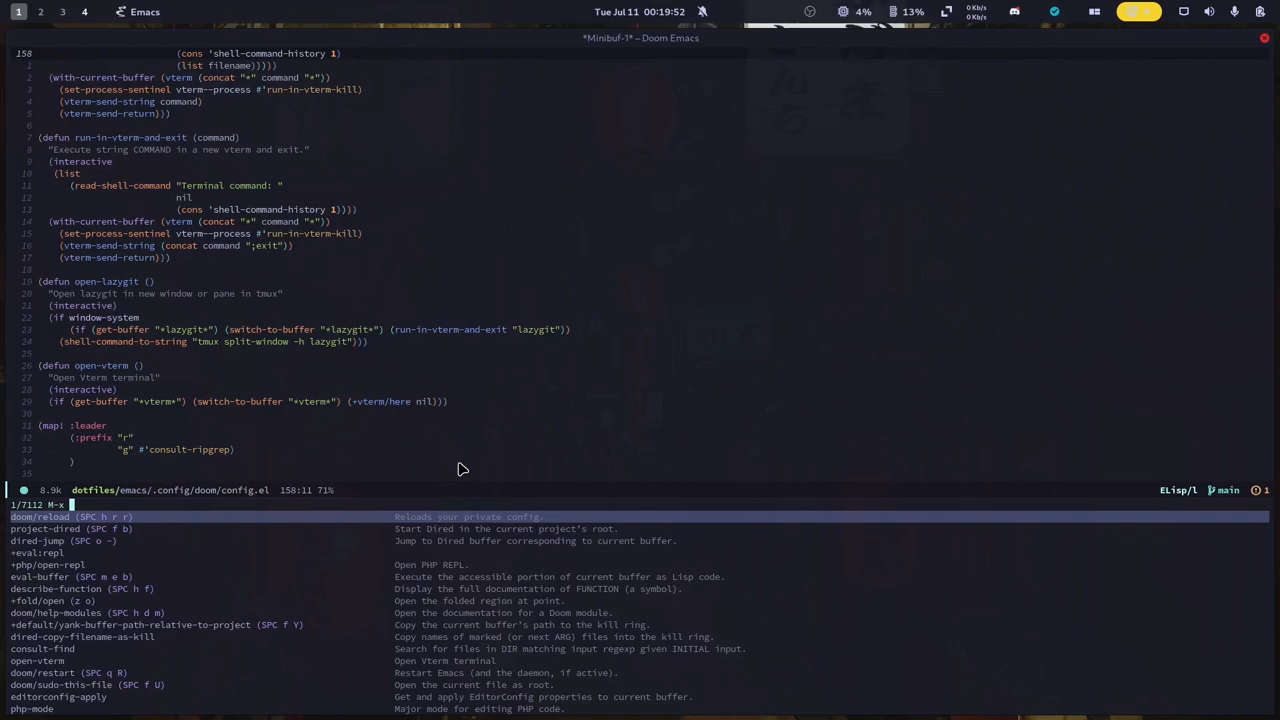 1 2 3 4 Emacs Tue Jul 11 00:19:52 4% 13% 0 Kb/s
0 Kb/s
*Minibuf-1* – Doom Emacs
158 (cons 'shell-command-history 1)
1 (list filename)))))
2 (with-current-buffer (vterm (concat "*" command "*"))
3 (set-process-sentinel vterm--process #'run-in-vterm-kill)
4 (vterm-send-string command)
5 (vterm-send-return)))
6
7 (defun run-in-vterm-and-exit (command)
8 "Execute string COMMAND in a new vterm and exit."
9 (interactive
10 (list
11 (read-shell-command "Terminal command: "
12 nil
13 (cons 'shell-command-history 1))))
14 (with-current-buffer (vterm (concat "*" command "*"))
15 (set-process-sentinel vterm--process #'run-in-vterm-kill)
16 (vterm-send-string (concat command ";exit"))
17 (vterm-send-return)))
18
19 (defun open-lazygit ()
20 "Open lazygit in new window or pane in tmux"
21 (interactive)
22 (if window-system
23 (if (get-buffer "*lazygit*") (switch-to-buffer "*lazygit*") (run-in-vterm-and-exit "lazygit"))
24 (shell-command-to-string "tmux split-window -h lazygit")))
25
26 (defun open-vterm ()
27 "Open Vterm terminal"
28 (interactive)
29 (if (get-buffer "*vterm*") (switch-to-buffer "*vterm*") (+vterm/here nil)))
30
31 (map! :leader
32 (:prefix "r"
33 "g" #'consult-ripgrep)
34 )
35
8.9k dotfiles/emacs/.config/doom/config.el 158:11 71% ELisp/l main 1
1/7112 M-x
doom/reload (SPC h r r) Reloads your private config.
project-dired (SPC f b) Start Dired in the current project's root.
dired-jump (SPC o -) Jump to Dired buffer corresponding to current buffer.
+eval:repl
+php/open-repl Open PHP REPL.
eval-buffer (SPC m e b) Execute the accessible portion of current buffer as Lisp code.
describe-function (SPC h f) Display the full documentation of FUNCTION (a symbol).
+fold/open (z o) Open the folded region at point.
doom/help-modules (SPC h d m) Open the documentation for a Doom module.
+default/yank-buffer-path-relative-to-project (SPC f Y) Copy the current buffer's path to the kill ring.
dired-copy-filename-as-kill Copy names of marked (or next ARG) files into the kill ring.
consult-find Search for files in DIR matching input regexp given INITIAL input.
open-vterm Open Vterm terminal
doom/restart (SPC q R) Restart Emacs (and the daemon, if active).
doom/sudo-this-file (SPC f U) Open the current file as root.
editorconfig-apply Get and apply EditorConfig properties to current buffer.
php-mode Major mode for editing PHP code.